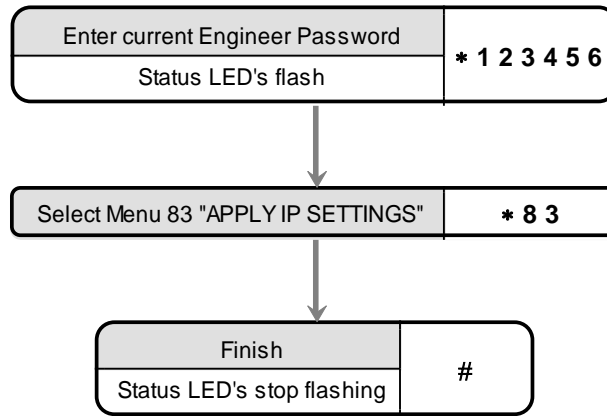 Enter current Engineer Password
* 1 2 3 4 5 6
Status LED's flash
Select Menu 83 "APPLY IP SETTINGS"
* 8 3
Finish
#
Status LED's stop flashing